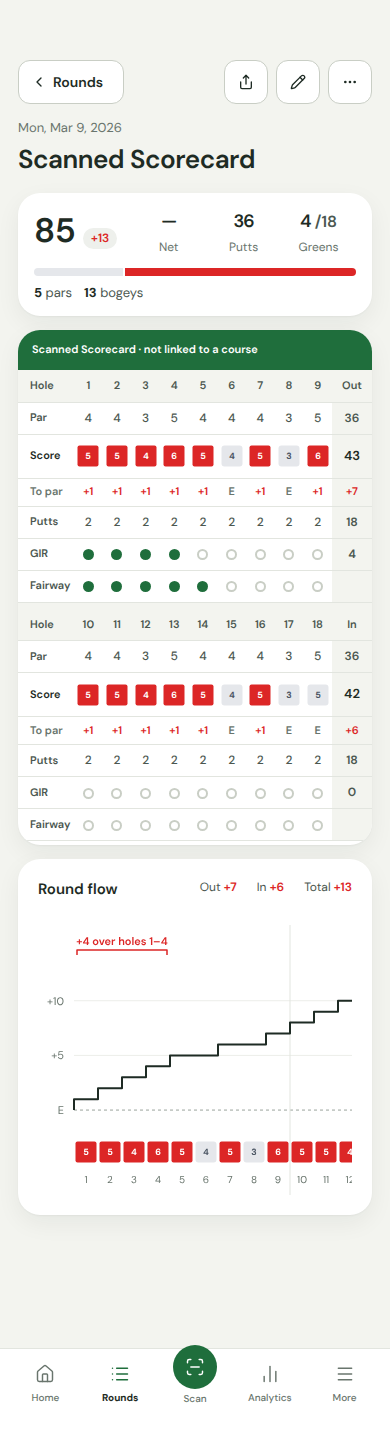 Rounds
Mon, Mar 9, 2026
Scanned Scorecard
85 +13 — 36 4 /18
Net Putts Greens
5 pars 13 bogeys
Scanned Scorecard · not linked to a course
Hole 1 2 3 4 5 6 7 8 9 Out
Par 4 4 3 5 4 4 4 3 5 36
Score 5 5 4 6 5 4 5 3 6 43
To par +1 +1 +1 +1 +1 E +1 E +1 +7
Putts 2 2 2 2 2 2 2 2 2 18
GIR 4
Fairway
Hole 10 11 12 13 14 15 16 17 18 In
Par 4 4 3 5 4 4 4 3 5 36
Score 5 5 4 6 5 4 5 3 5 42
To par +1 +1 +1 +1 +1 E +1 E E +6
Putts 2 2 2 2 2 2 2 2 2 18
GIR 0
Fairway
Round flow Out +7 In +6 Total +13
+4 over holes 1–4
+10
+5
E
5 5 4 6 5 4 5 3 6 5 5 4
1 2 3 4 5 6 7 8 9 10 11 12
Home Rounds Scan Analytics More